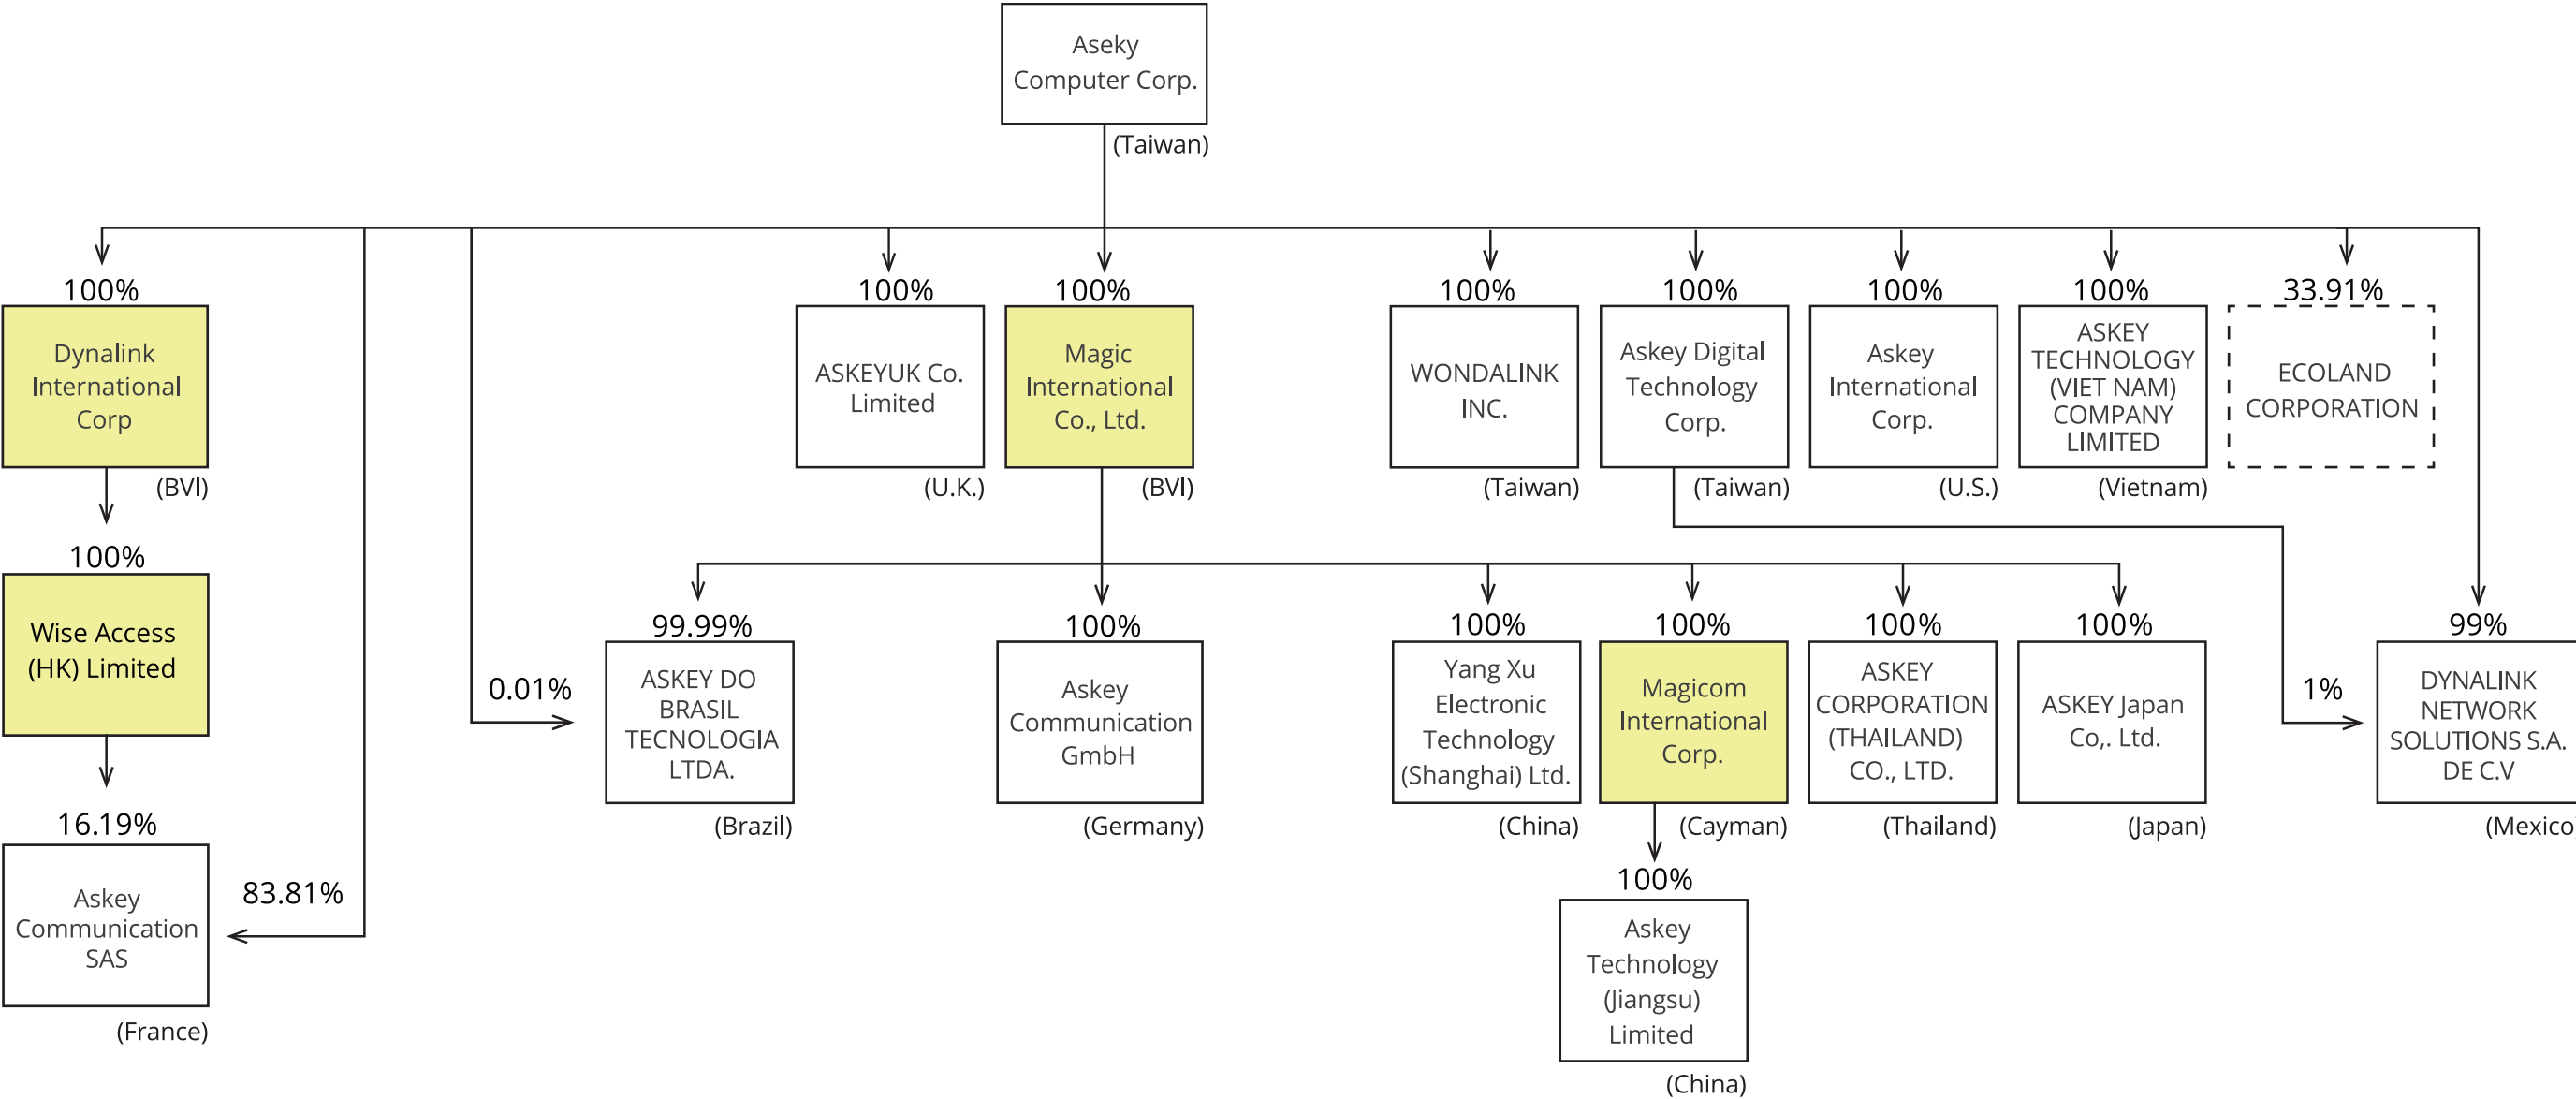 Aseky
Computer Corp.
(Taiwan)
100%
Dynalink
International
Corp
(BVI)
100%
ASKEYUK Co.
Limited
(U.K.)
100%
Magic
International
Co., Ltd.
(BVI)
100%
WONDALINK
INC.
(Taiwan)
100%
Askey Digital
Technology
Corp.
(Taiwan)
100%
Askey
International
Corp.
(U.S.)
100%
ASKEY
TECHNOLOGY
(VIET NAM)
COMPANY
LIMITED
(Vietnam)
33.91%
ECOLAND
CORPORATION
100%
Wise Access
(HK) Limited
0.01%
99.99%
ASKEY DO
BRASIL
TECNOLOGIA
LTDA.
(Brazil)
100%
Askey
Communication
GmbH
(Germany)
100%
Yang Xu
Electronic
Technology
(Shanghai) Ltd.
(China)
100%
Magicom
International
Corp.
(Cayman)
100%
ASKEY
CORPORATION
(THAILAND)
CO., LTD.
(Thailand)
100%
ASKEY Japan
Co,. Ltd.
(Japan)
1%
99%
DYNALINK
NETWORK
SOLUTIONS S.A.
DE C.V
(Mexico
16.19%
83.81%
Askey
Communication
SAS
(France)
100%
Askey
Technology
(Jiangsu)
Limited
(China)